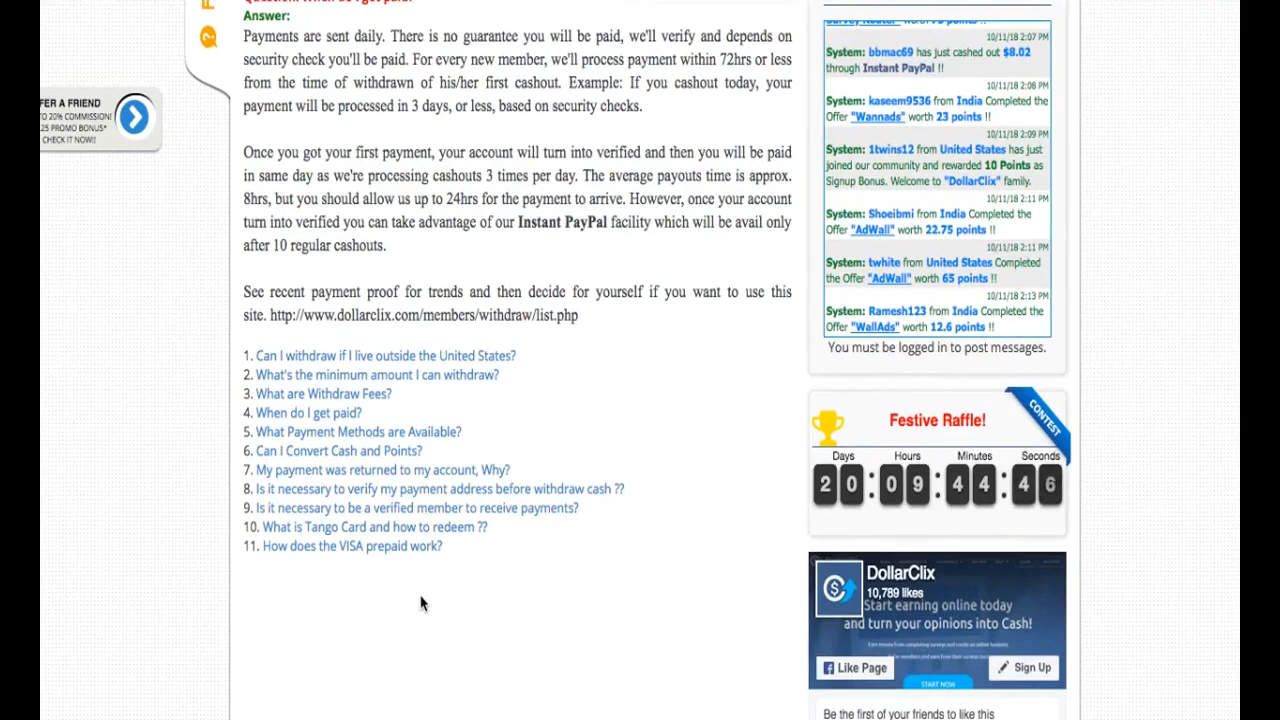 Question: When do I get paid?
Answer:
Payments are sent daily. There is no guarantee you will be paid, we'll verify and depends on
security check you'll be paid. For every new member, we'll process payment within 72hrs or less
from the time of withdrawn of his/her first cashout. Example: If you cashout today, your
payment will be processed in 3 days, or less, based on security checks.
Once you got your first payment, your account will turn into verified and then you will be paid
in same day as we're processing cashouts 3 times per day. The average payouts time is approx.
8hrs, but you should allow us up to 24hrs for the payment to arrive. However, once your account
turn into verified you can take advantage of our Instant PayPal facility which will be avail only
after 10 regular cashouts.
See recent payment proof for trends and then decide for yourself if you want to use this
site. http://www.dollarclix.com/members/withdraw/list.php
1. Can I withdraw if I live outside the United States?
2. What's the minimum amount I can withdraw?
3. What are Withdraw Fees?
4. When do I get paid?
5. What Payment Methods are Available?
6. Can I Convert Cash and Points?
7. My payment was returned to my account, Why?
8. Is it necessary to verify my payment address before withdraw cash ??
9. Is it necessary to be a verified member to receive payments?
10. What is Tango Card and how to redeem ??
11. How does the VISA prepaid work?
FER A FRIEND
TO 20% COMMISSION!
25 PROMO BONUS*
CHECK IT NOW!!
Survey Router" worth 75 points !!
10/11/18 2:07 PM
System: bbmac69 has just cashed out $8.02
through Instant PayPal !!
10/11/18 2:08 PM
System: kaseem9536 from India Completed the
Offer "Wannads" worth 23 points !!
10/11/18 2:09 PM
System: 1twins12 from United States has just
joined our community and rewarded 10 Points as
Signup Bonus. Welcome to "DollarClix" family.
10/11/18 2:11 PM
System: Shoeibmi from India Completed the
Offer "AdWall" worth 22.75 points !!
10/11/18 2:11 PM
System: twhite from United States Completed
the Offer "AdWall" worth 65 points !!
10/11/18 2:13 PM
System: Ramesh123 from India Completed the
Offer "WallAds" worth 12.6 points !!
You must be logged in to post messages.
CONTEST
Festive Raffle!
Days Hours Minutes Seconds
20:09:44:46
DollarClix
10,789 likes
Start earning online today
and turn your opinions into Cash!
Like Page
Sign Up
START NOW
Be the first of your friends to like this